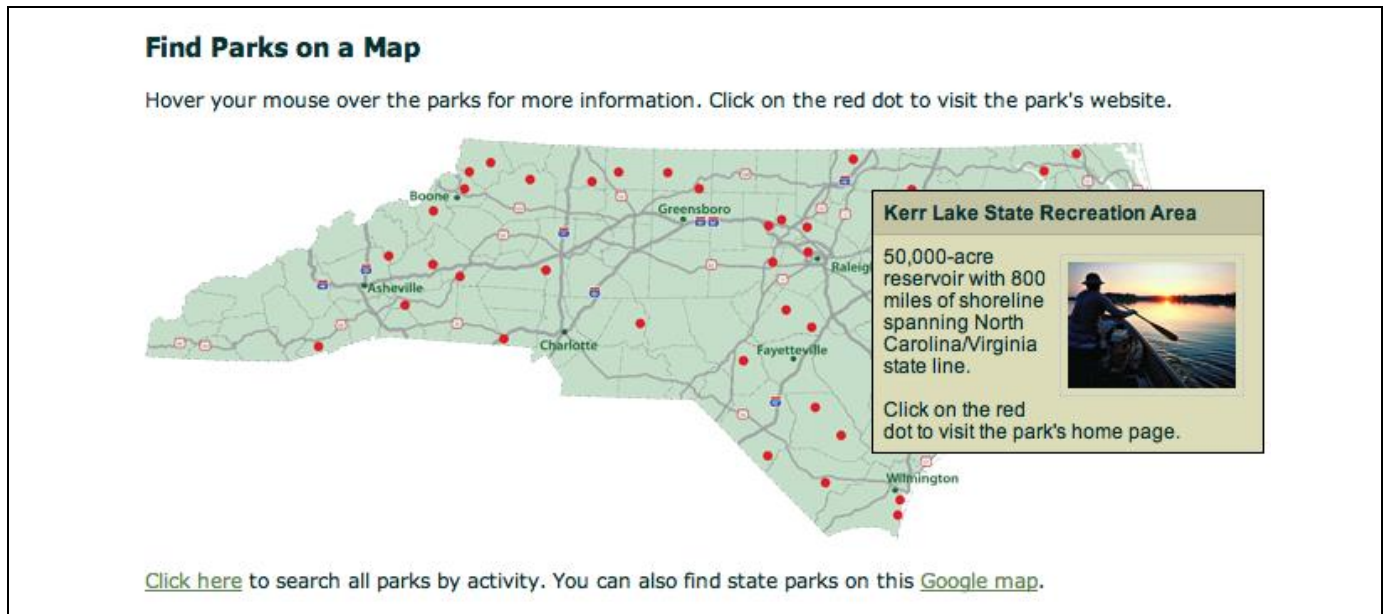 Find Parks on a Map
Hover your mouse over the parks for more information. Click on the red dot to visit the park's website.
Boone
Greensboro
Raleig
Asheville
Charlotte
Fayetteville
Wilmington
Kerr Lake State Recreation Area
50,000-acre
reservoir with 800
miles of shoreline
spanning North
Carolina/Virginia
state line.
Click on the red
dot to visit the park's home page.
Click here to search all parks by activity. You can also find state parks on this Google map.